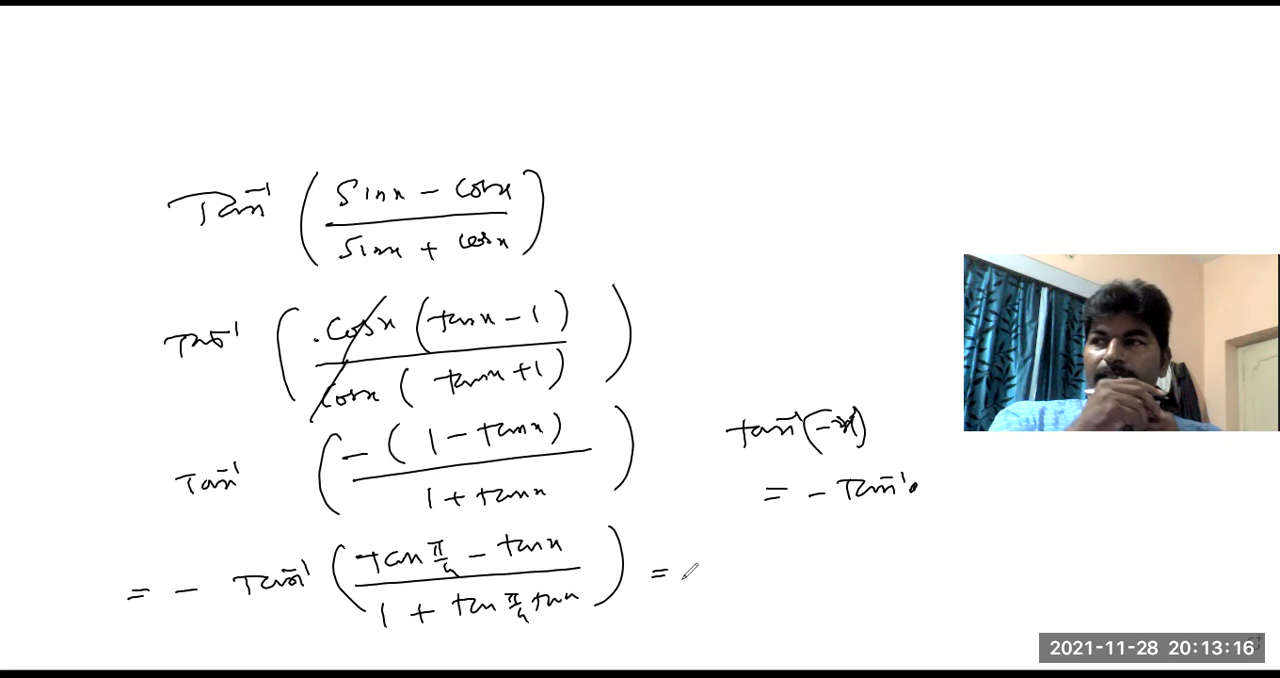 Tan⁻¹ ( (Sinx − cosx) / (Sinx + cosx) )
Tan⁻¹ ( .cosx (tanx − 1) / cosx (tanx + 1) )
Tan⁻¹ ( −(1 − tanx) / 1 + tanx )
tan⁻¹(−x)
= − Tan⁻¹
= − Tan⁻¹ ( (tan π/4 − tanx) / (1 + tan π/4 tanx) ) =
2021-11-28 20:13:16